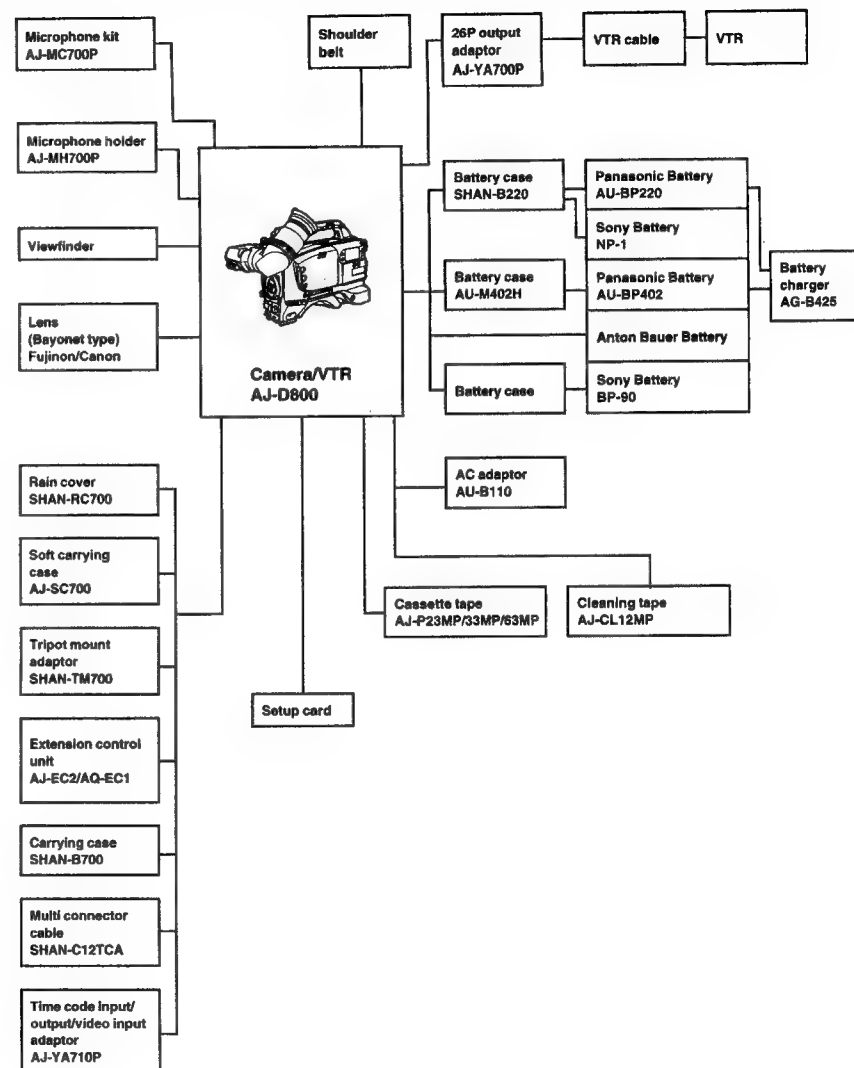 Microphone kit
AJ-MC700P
Shoulder
belt
26P output
adaptor
AJ-YA700P
VTR cable
VTR
Microphone holder
AJ-MH700P
Viewfinder
Lens
(Bayonet type)
Fujinon/Canon
Camera/VTR
AJ-D800
Battery case
SHAN-B220
Panasonic Battery
AU-BP220
Sony Battery
NP-1
Battery case
AU-M402H
Panasonic Battery
AU-BP402
Battery
charger
AG-B425
Anton Bauer Battery
Battery case
Sony Battery
BP-90
AC adaptor
AU-B110
Cassette tape
AJ-P23MP/33MP/63MP
Cleaning tape
AJ-CL12MP
Setup card
Rain cover
SHAN-RC700
Soft carrying
case
AJ-SC700
Tripot mount
adaptor
SHAN-TM700
Extension control
unit
AJ-EC2/AQ-EC1
Carrying case
SHAN-B700
Multi connector
cable
SHAN-C12TCA
Time code input/
output/video input
adaptor
AJ-YA710P